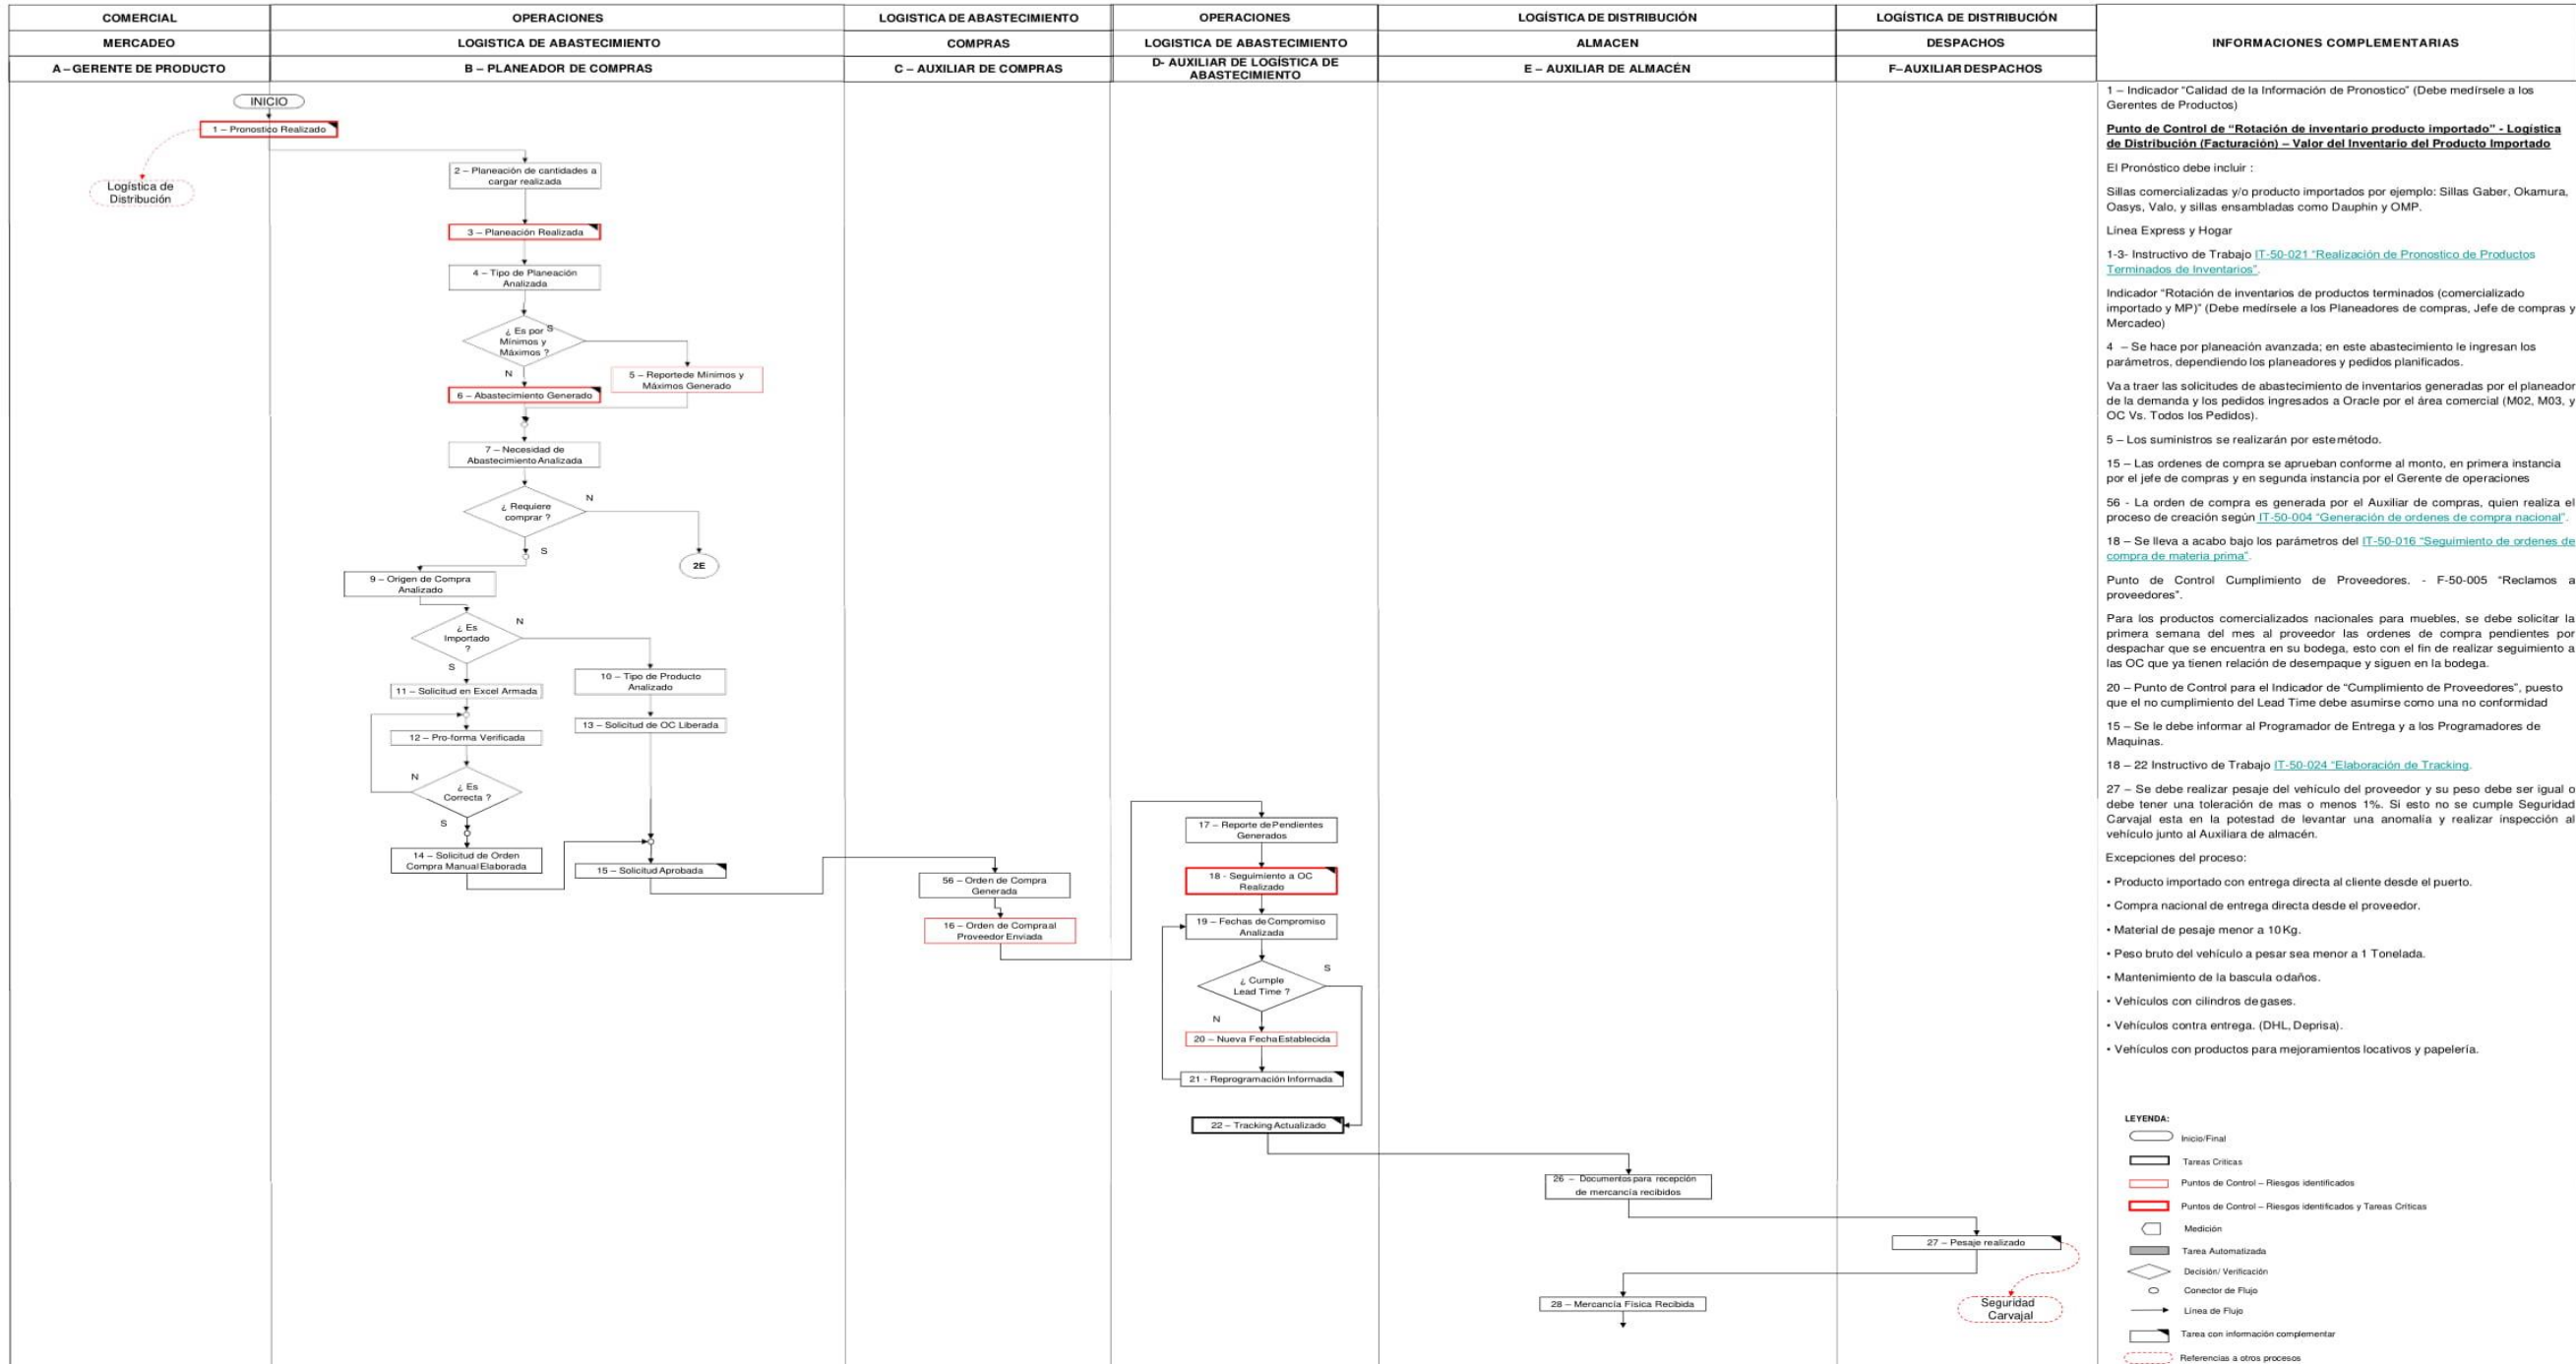 COMERCIAL
OPERACIONES
LOGISTICA DE ABASTECIMIENTO
OPERACIONES
LOGÍSTICA DE DISTRIBUCIÓN
LOGÍSTICA DE DISTRIBUCIÓN
MERCADEO
LOGISTICA DE ABASTECIMIENTO
COMPRAS
LOGISTICA DE ABASTECIMIENTO
ALMACEN
DESPACHOS
INFORMACIONES COMPLEMENTARIAS
A – GERENTE DE PRODUCTO
B – PLANEADOR DE COMPRAS
C – AUXILIAR DE COMPRAS
D- AUXILIAR DE LOGÍSTICA DE
ABASTECIMIENTO
E – AUXILIAR DE ALMACÉN
F–AUXILIAR DESPACHOS
INICIO
1 – Pronostico Realizado
Logística de
Distribución
2 – Planeación de cantidades a
cargar realizada
3 – Planeación Realizada
4 – Tipo de Planeación
Analizada
¿ Es por
Mínimos y
Máximos ?
S
N
5 – Reporte de Mínimos y
Máximos Generado
6 – Abastecimiento Generado
7 – Necesidad de
Abastecimiento Analizada
¿ Requiere
comprar ?
N
S
2E
9 – Origen de Compra
Analizado
¿ Es
Importado
?
N
S
10 – Tipo de Producto
Analizado
11 – Solicitud en Excel Armada
13 – Solicitud de OC Liberada
12 – Pro-forma Verificada
¿ Es
Correcta ?
N
S
14 – Solicitud de Orden
Compra Manual Elaborada
15 – Solicitud Aprobada
56 – Orden de Compra
Generada
16 – Orden de Compra al
Proveedor Enviada
17 – Reporte de Pendientes
Generados
18 - Seguimiento a OC
Realizado
19 – Fechas de Compromiso
Analizada
¿ Cumple
Lead Time ?
S
N
20 – Nueva Fecha Establecida
21 - Reprogramación Informada
22 – Tracking Actualizado
26 – Documentos para recepción
de mercancía recibidos
27 – Pesaje realizado
28 – Mercancía Física Recibida
Seguridad
Carvajal
1 – Indicador "Calidad de la Información de Pronostico" (Debe medírsele a los
Gerentes de Productos)
Punto de Control de "Rotación de inventario producto importado" - Logística
de Distribución (Facturación) – Valor del Inventario del Producto Importado
El Pronóstico debe incluir :
Sillas comercializadas y/o producto importados por ejemplo: Sillas Gaber, Okamura,
Oasys, Valo, y sillas ensambladas como Dauphin y OMP.
Línea Express y Hogar
1-3- Instructivo de Trabajo IT-50-021 "Realización de Pronostico de Productos
Terminados de Inventarios".
Indicador "Rotación de inventarios de productos terminados (comercializado
importado y MP)" (Debe medírsele a los Planeadores de compras, Jefe de compras y
Mercadeo)
4 – Se hace por planeación avanzada; en este abastecimiento le ingresan los
parámetros, dependiendo los planeadores y pedidos planificados.
Va a traer las solicitudes de abastecimiento de inventarios generadas por el planeador
de la demanda y los pedidos ingresados a Oracle por el área comercial (M02, M03, y
OC Vs. Todos los Pedidos).
5 – Los suministros se realizarán por este método.
15 – Las ordenes de compra se aprueban conforme al monto, en primera instancia
por el jefe de compras y en segunda instancia por el Gerente de operaciones
56 - La orden de compra es generada por el Auxiliar de compras, quien realiza el
proceso de creación según IT-50-004 "Generación de ordenes de compra nacional".
18 – Se lleva a acabo bajo los parámetros del IT-50-016 "Seguimiento de ordenes de
compra de materia prima".
Punto de Control Cumplimiento de Proveedores. - F-50-005 "Reclamos a
proveedores".
Para los productos comercializados nacionales para muebles, se debe solicitar la
primera semana del mes al proveedor las ordenes de compra pendientes por
despachar que se encuentra en su bodega, esto con el fin de realizar seguimiento a
las OC que ya tienen relación de desempaque y siguen en la bodega.
20 – Punto de Control para el Indicador de "Cumplimiento de Proveedores", puesto
que el no cumplimiento del Lead Time debe asumirse como una no conformidad
15 – Se le debe informar al Programador de Entrega y a los Programadores de
Maquinas.
18 – 22 Instructivo de Trabajo IT-50-024 "Elaboración de Tracking.
27 – Se debe realizar pesaje del vehículo del proveedor y su peso debe ser igual o
debe tener una toleración de mas o menos 1%. Si esto no se cumple Seguridad
Carvajal esta en la potestad de levantar una anomalía y realizar inspección al
vehículo junto al Auxiliara de almacén.
Excepciones del proceso:
• Producto importado con entrega directa al cliente desde el puerto.
• Compra nacional de entrega directa desde el proveedor.
• Material de pesaje menor a 10 Kg.
• Peso bruto del vehículo a pesar sea menor a 1 Tonelada.
• Mantenimiento de la bascula o daños.
• Vehículos con cilindros de gases.
• Vehículos contra entrega. (DHL, Deprisa).
• Vehículos con productos para mejoramientos locativos y papelería.
LEYENDA:
Inicio/Final
Tareas Criticas
Puntos de Control – Riesgos identificados
Puntos de Control – Riesgos identificados y Tareas Críticas
Medición
Tarea Automatizada
Decisión/ Verificación
Conector de Flujo
Línea de Flujo
Tarea con información complementar
Referencias a otros procesos